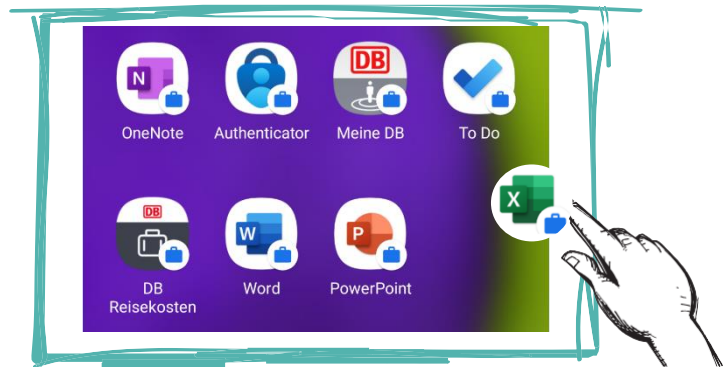 N
DB
OneNote
Authenticator
Meine DB
To Do
X
DB
W
P
DB
Reisekosten
Word
PowerPoint